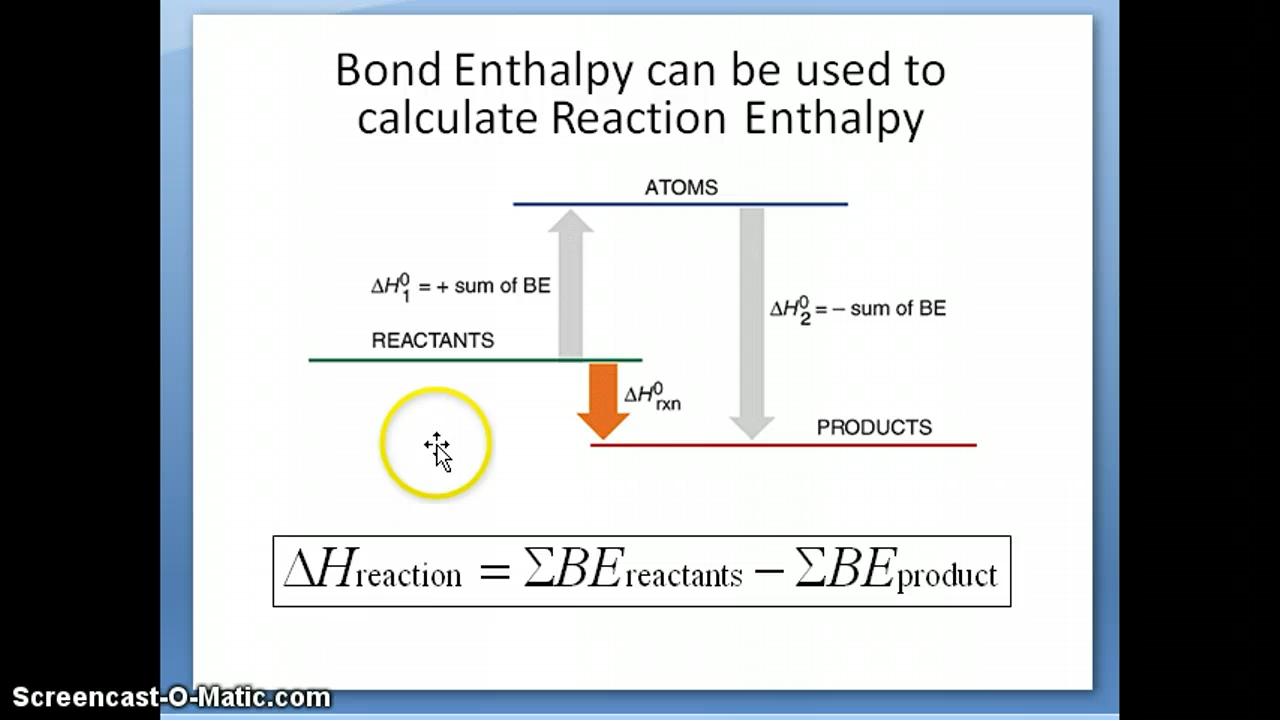 Bond Enthalpy can be used to
calculate Reaction Enthalpy
ATOMS
ΔH⁰₁ = + sum of BE
ΔH⁰₂ = – sum of BE
REACTANTS
ΔH⁰rxn
PRODUCTS
ΔHreaction = ΣBEreactants – ΣBEproduct
Screencast-O-Matic.com